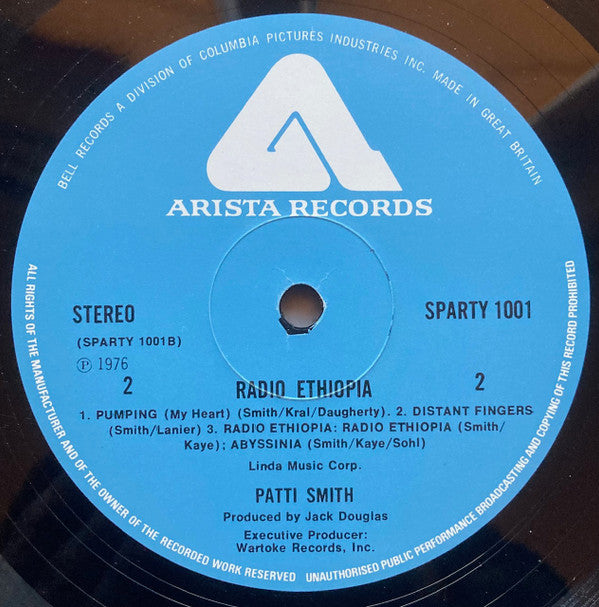 BELL RECORDS A DIVISION OF COLUMBIA PICTURES INDUSTRIES INC. MADE IN GREAT BRITAIN
ARISTA RECORDS
STEREO
SPARTY 1001
(SPARTY 1001B)
℗ 1976
2
RADIO ETHIOPIA
2
1. PUMPING (My Heart) (Smith/Kral/Daugherty). 2. DISTANT FINGERS
(Smith/Lanier) 3. RADIO ETHIOPIA: RADIO ETHIOPIA (Smith/
Kaye); ABYSSINIA (Smith/Kaye/Sohl)
Linda Music Corp.
PATTI SMITH
Produced by Jack Douglas
Executive Producer:
Wartoke Records, Inc.
ALL RIGHTS OF THE MANUFACTURER AND OF THE OWNER OF THE RECORDED WORK RESERVED UNAUTHORISED PUBLIC PERFORMANCE BROADCASTING AND COPYING OF THIS RECORD PROHIBITED